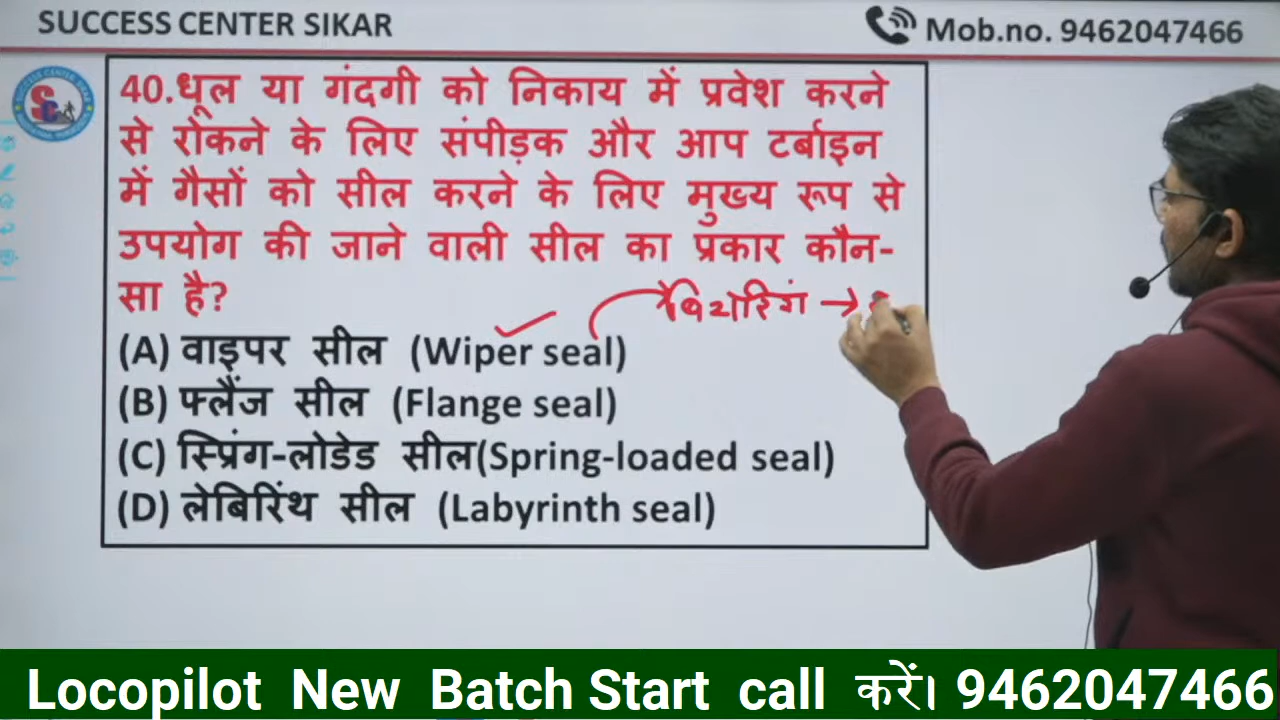 SUCCESS CENTER SIKAR
Mob.no. 9462047466
40.धूल या गंदगी को निकाय में प्रवेश करने
से रोकने के लिए संपीड़क और आप टर्बाइन
में गैसों को सील करने के लिए मुख्य रूप से
उपयोग की जाने वाली सील का प्रकार कौन-
सा है?
बियरिंग →
(A) वाइपर सील (Wiper seal)
(B) फ्लैंज सील (Flange seal)
(C) स्प्रिंग-लोडेड सील(Spring-loaded seal)
(D) लेबिरिंथ सील (Labyrinth seal)
Locopilot New Batch Start call करें। 9462047466